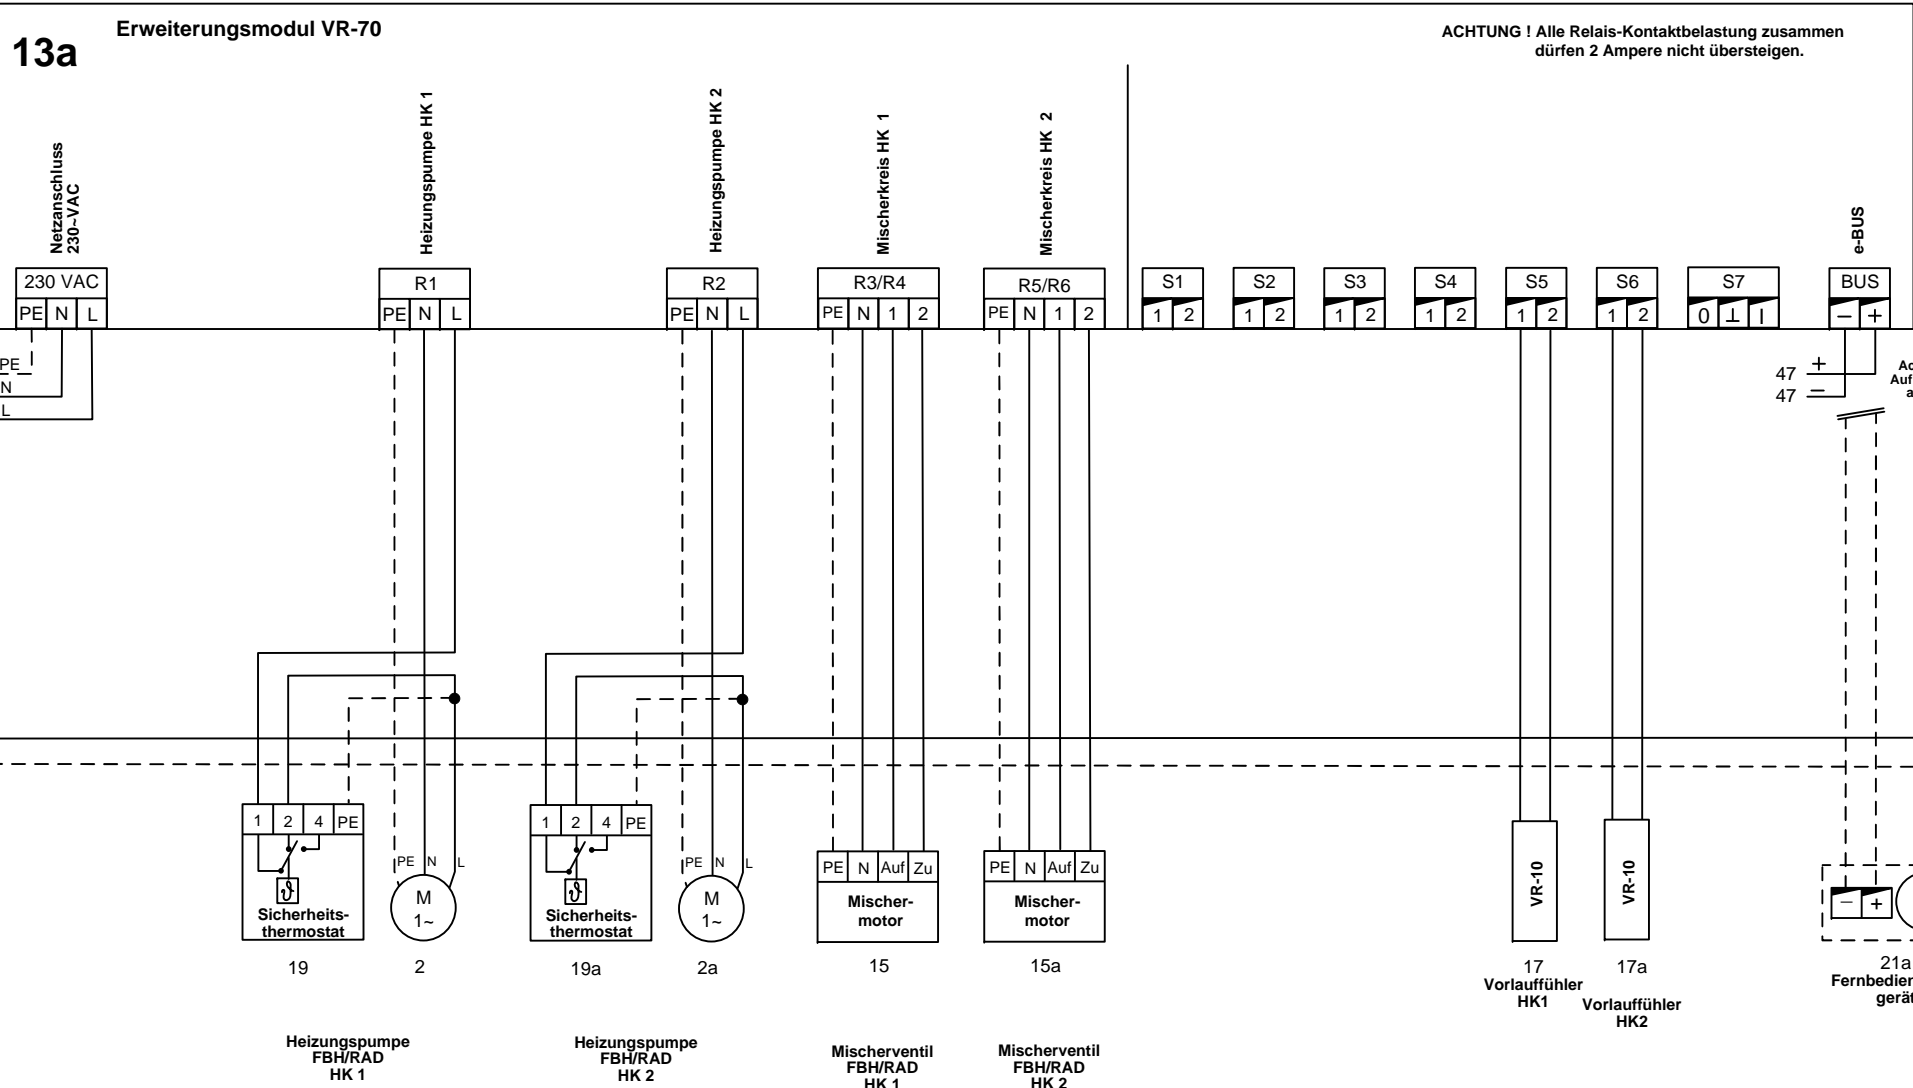 13a
Erweiterungsmodul VR-70
ACHTUNG ! Alle Relais-Kontaktbelastung zusammen
dürfen 2 Ampere nicht übersteigen.
Netzanschluss
230~VAC
Heizungspumpe HK 1
Heizungspumpe HK 2
Mischerkreis HK 1
Mischerkreis HK 2
e-BUS
230 VAC R1 R2 R3/R4 R5/R6 S1 S2 S3 S4 S5 S6 S7 BUS
PE N L PE N L PE N L PE N 1 2 PE N 1 2 1 2 1 2 1 2 1 2 1 2 1 2 0 ⊥ I − +
PE
N
L
47 +
47 −
Auf
1 2 4 PE
Sicherheits-
thermostat
19
PE N L
M
1~
2
1 2 4 PE
Sicherheits-
thermostat
19a
PE N L
M
1~
2a
PE N Auf Zu
Mischer-
motor
15
PE N Auf Zu
Mischer-
motor
15a
VR-10
17
Vorlauffühler
HK1
VR-10
17a
Vorlauffühler
HK2
− +
21a
Fernbedien
gerät
Heizungspumpe
FBH/RAD
HK 1
Heizungspumpe
FBH/RAD
HK 2
Mischerventil
FBH/RAD
HK 1
Mischerventil
FBH/RAD
HK 2